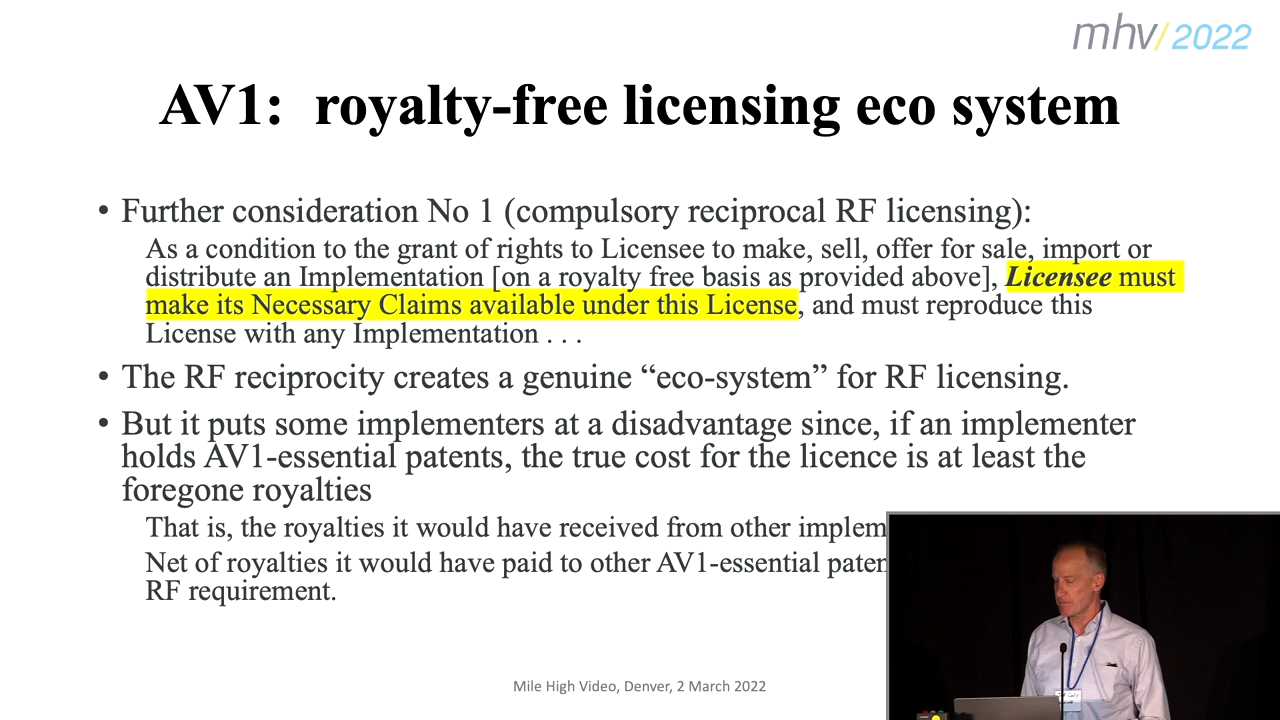 mhv/2022
AV1: royalty-free licensing eco system
• Further consideration No 1 (compulsory reciprocal RF licensing):
As a condition to the grant of rights to Licensee to make, sell, offer for sale, import or
distribute an Implementation [on a royalty free basis as provided above], Licensee must
make its Necessary Claims available under this License, and must reproduce this
License with any Implementation . . .
• The RF reciprocity creates a genuine “eco-system” for RF licensing.
• But it puts some implementers at a disadvantage since, if an implementer
holds AV1-essential patents, the true cost for the licence is at least the
foregone royalties
That is, the royalties it would have received from other implem
Net of royalties it would have paid to other AV1-essential paten
RF requirement.
Mile High Video, Denver, 2 March 2022